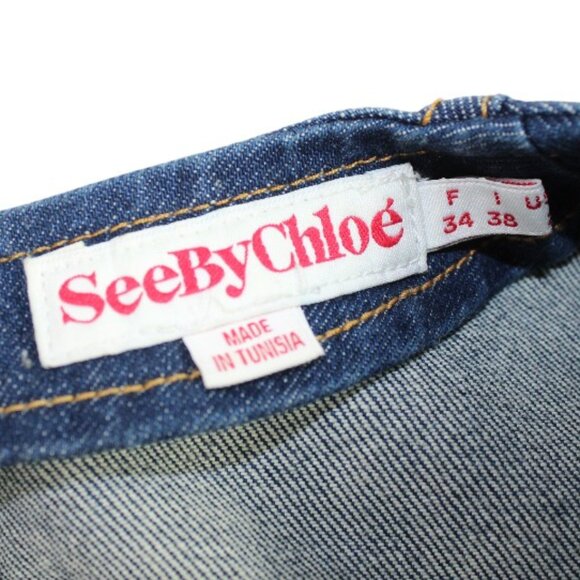 SeeByChloé
F I
34 38
MADE
IN TUNISIA